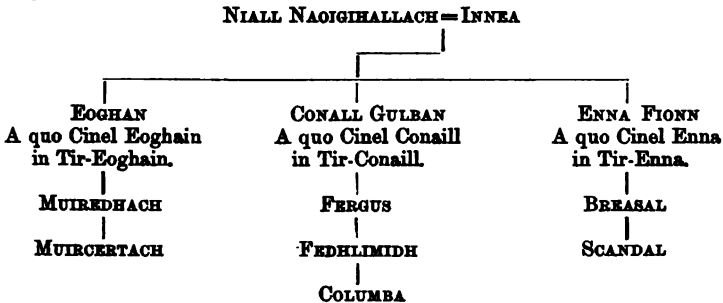 NIALL NAOIGIHALLACH=INNEA
EOGHAN CONALL GULBAN ENNA FIONN
A quo Cinel Eoghain A quo Cinel Conaill A quo Cinel Enna
in Tir-Eoghain. in Tir-Conaill. in Tir-Enna.
MUIREDHACH FERGUS BREASAL
MUIRCERTACH FEDHLIMIDH SCANDAL
COLUMBA